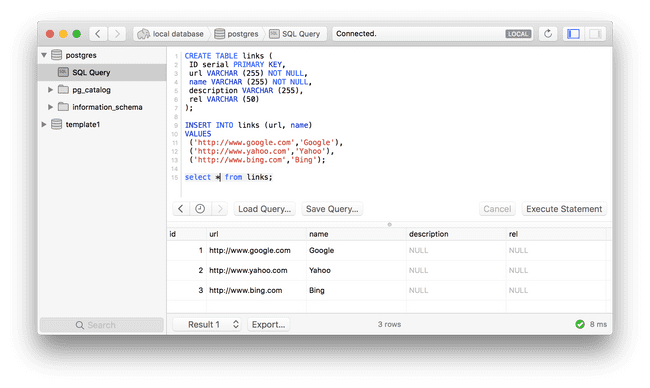 local database
postgres
SQL Query
Connected.
LOCAL
postgres
SQL Query
pg_catalog
information_schema
template1
1 CREATE TABLE links (
2 ID serial PRIMARY KEY,
3 url VARCHAR (255) NOT NULL,
4 name VARCHAR (255) NOT NULL,
5 description VARCHAR (255),
6 rel VARCHAR (50)
7 );
8
9 INSERT INTO links (url, name)
10 VALUES
11 ('http://www.google.com','Google'),
12 ('http://www.yahoo.com','Yahoo'),
13 ('http://www.bing.com','Bing');
14
15 select * from links;
Load Query... Save Query... Cancel Execute Statement
id url name description rel
1 http://www.google.com Google NULL NULL
2 http://www.yahoo.com Yahoo NULL NULL
3 http://www.bing.com Bing NULL NULL
Search
Result 1 Export... 3 rows 8 ms